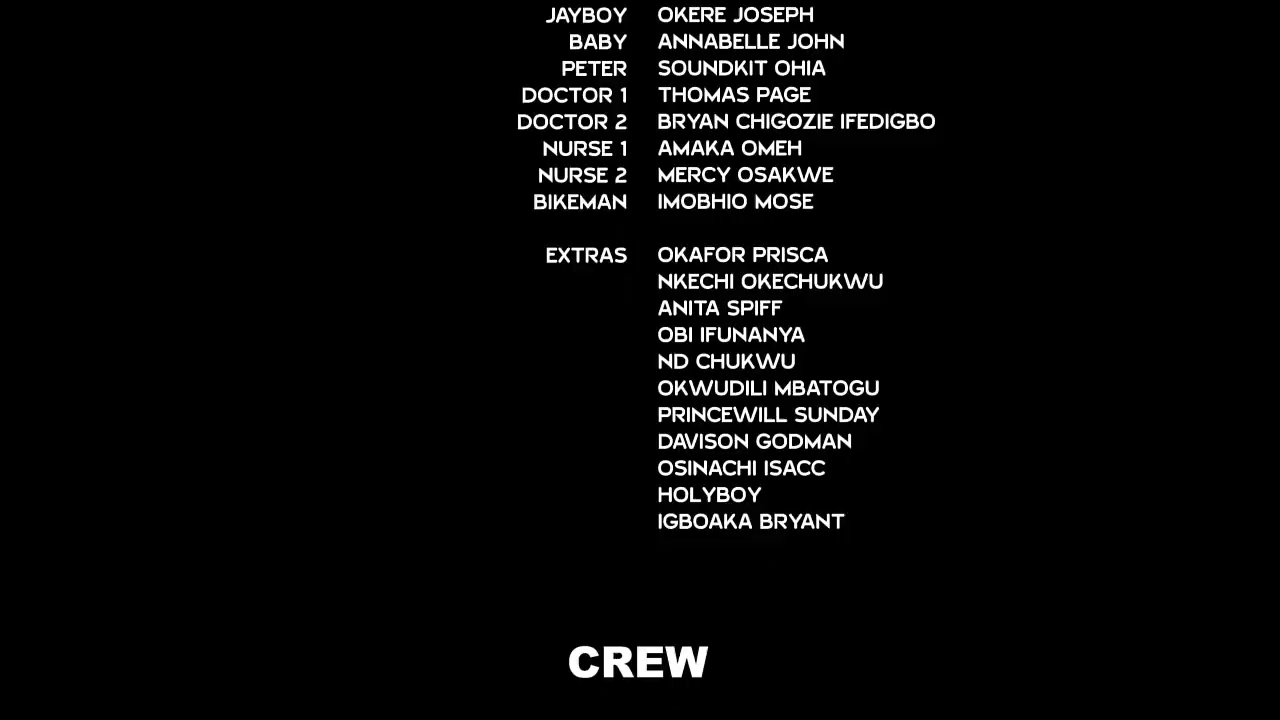 JAYBOY OKERE JOSEPH
BABY ANNABELLE JOHN
PETER SOUNDKIT OHIA
DOCTOR 1 THOMAS PAGE
DOCTOR 2 BRYAN CHIGOZIE IFEDIGBO
NURSE 1 AMAKA OMEH
NURSE 2 MERCY OSAKWE
BIKEMAN IMOBHIO MOSE
EXTRAS OKAFOR PRISCA
NKECHI OKECHUKWU
ANITA SPIFF
OBI IFUNANYA
ND CHUKWU
OKWUDILI MBATOGU
PRINCEWILL SUNDAY
DAVISON GODMAN
OSINACHI ISACC
HOLYBOY
IGBOAKA BRYANT
CREW